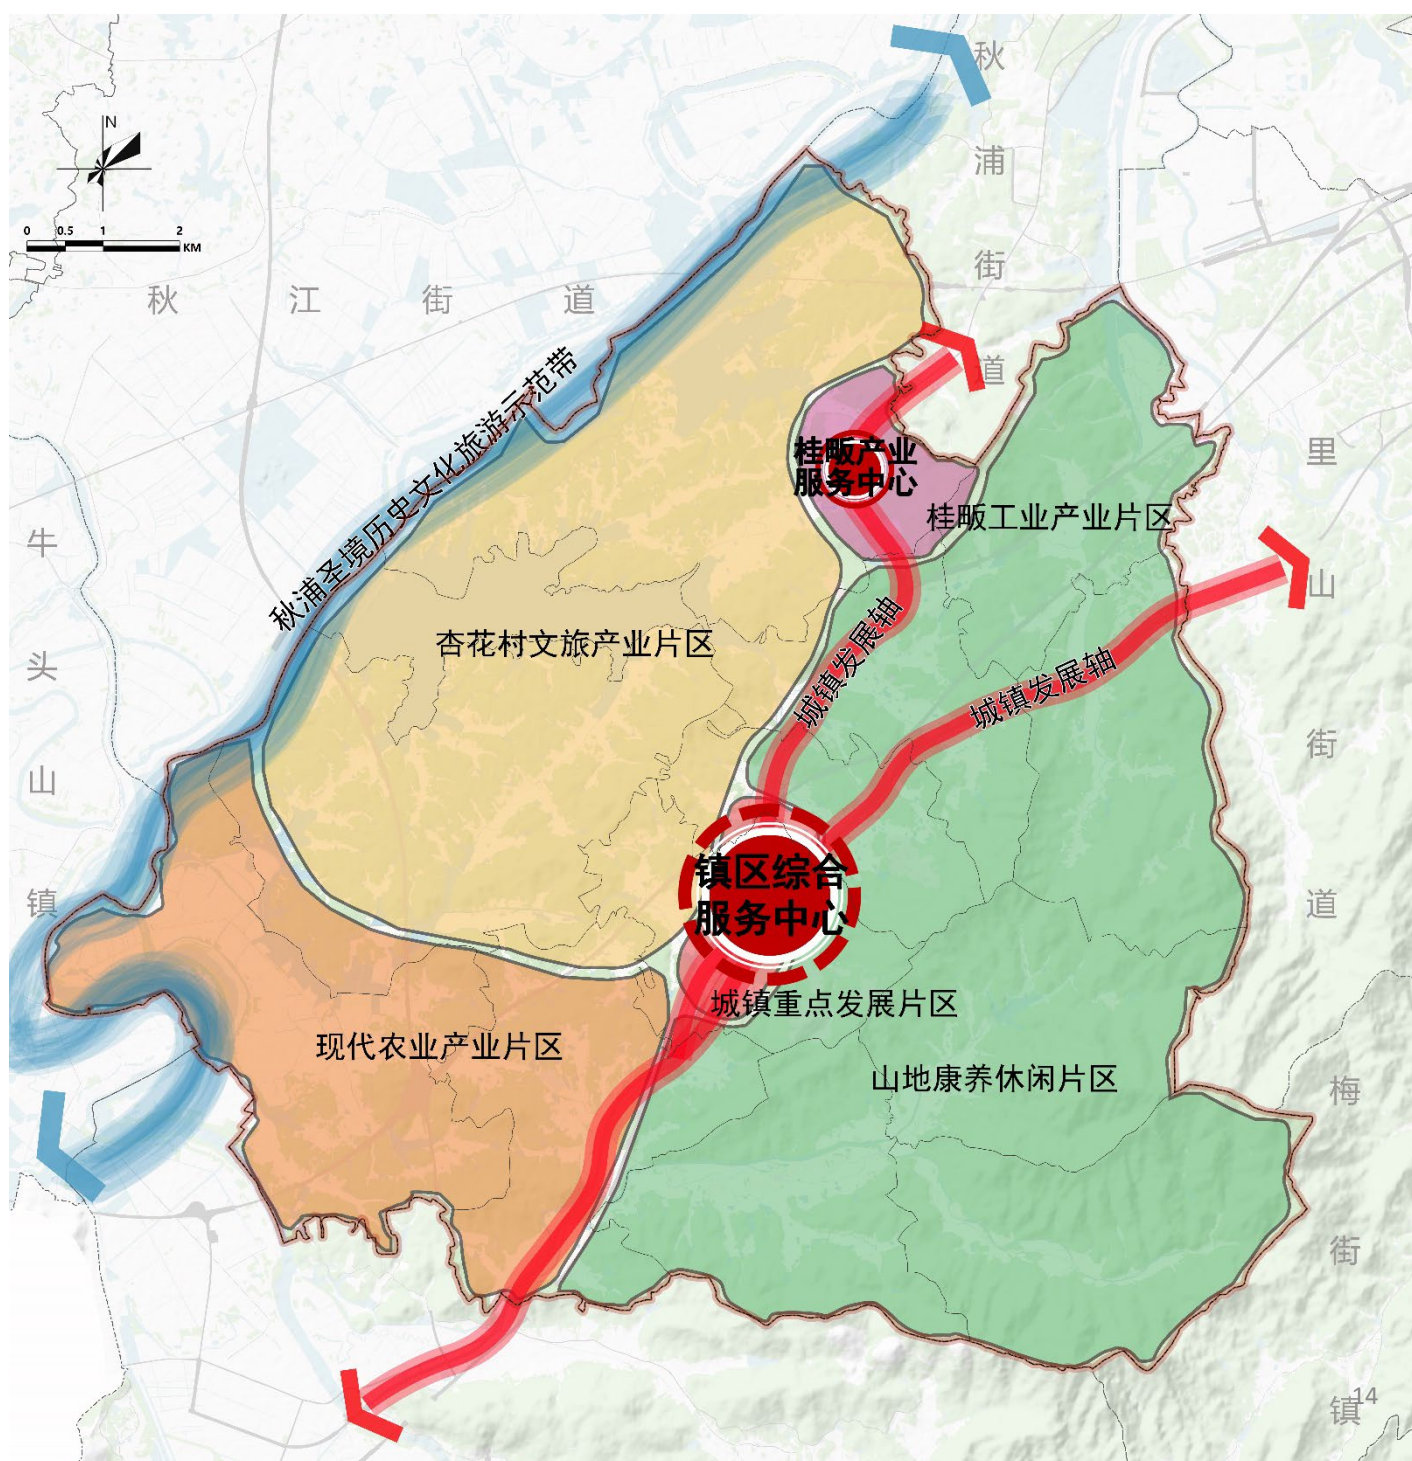 N
0 0.5 1 2
KM
秋江街道
秋浦街道
牛头山镇
里山街道
梅街镇
秋浦圣境历史文化旅游示范带
桂畈产业
服务中心
桂畈工业产业片区
杏花村文旅产业片区
城镇发展轴
城镇发展轴
镇区综合
服务中心
城镇重点发展片区
现代农业产业片区
山地康养休闲片区
14